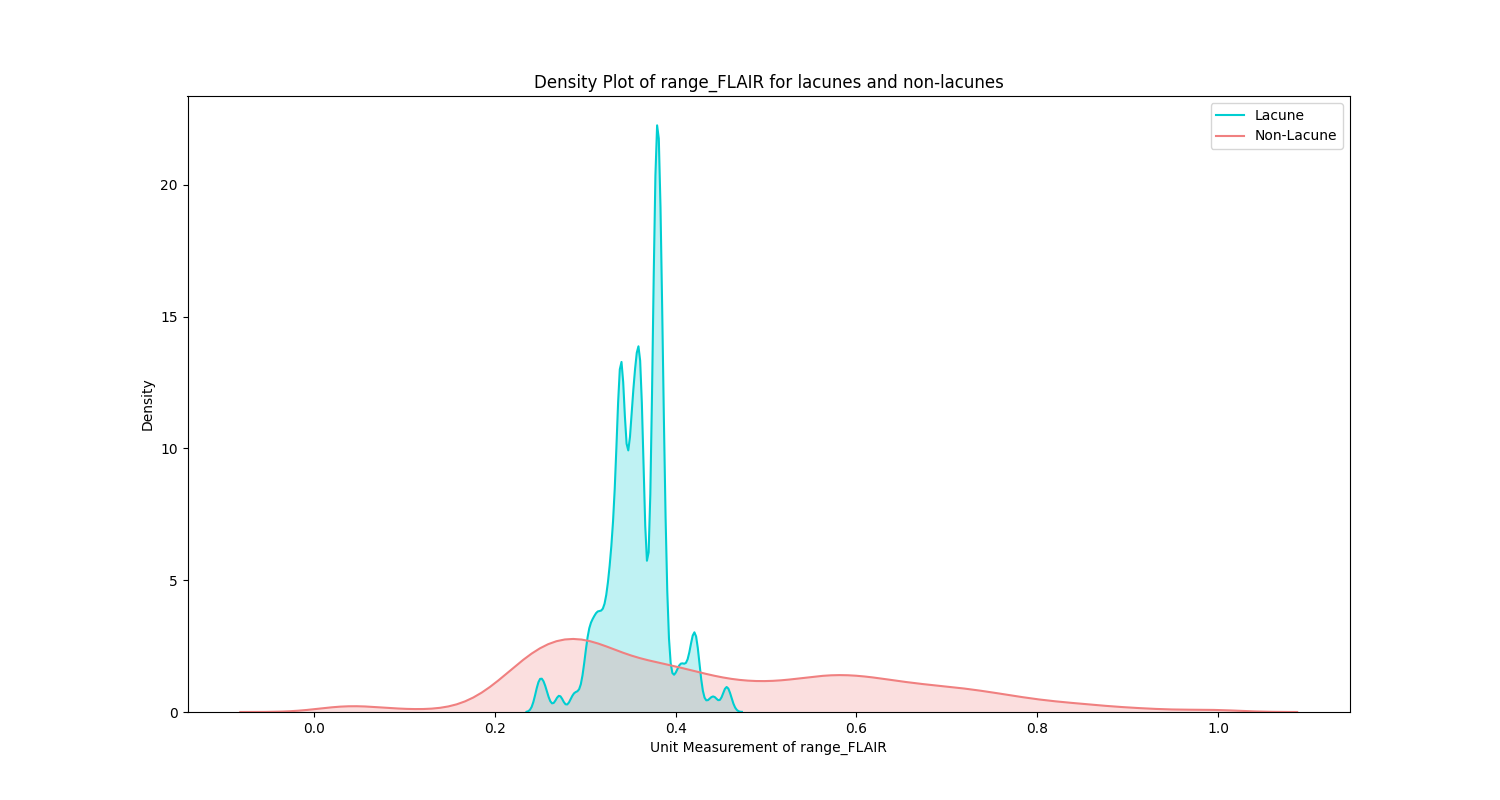 Density Plot of range_FLAIR for lacunes and non-lacunes
Lacune
Non-Lacune
Density
20
15
10
5
0
0.0 0.2 0.4 0.6 0.8 1.0
Unit Measurement of range_FLAIR